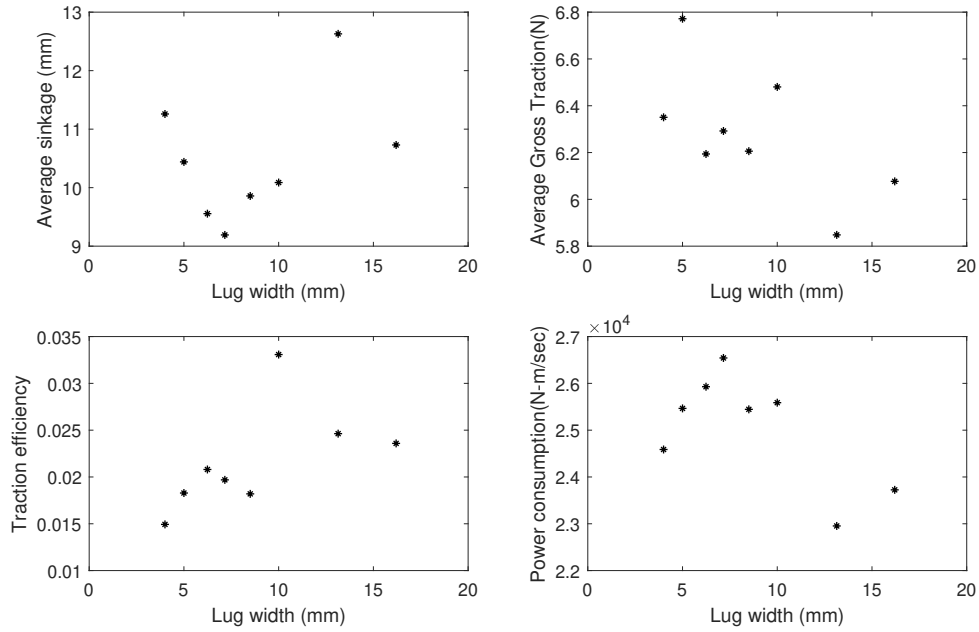 13
12
11
10
9
0 5 10 15 20
Average sinkage (mm)
Lug width (mm)
6.8
6.4
6.2
6
5.8
0 5 10 15 20
Average Gross Traction(N)
Lug width (mm)
0.035
0.03
0.025
0.02
0.015
0.01
0 5 10 15 20
Traction efficiency
Lug width (mm)
×10⁴
2.7
2.6
2.5
2.4
2.3
2.2
0 5 10 15 20
Power consumption(N-m/sec)
Lug width (mm)